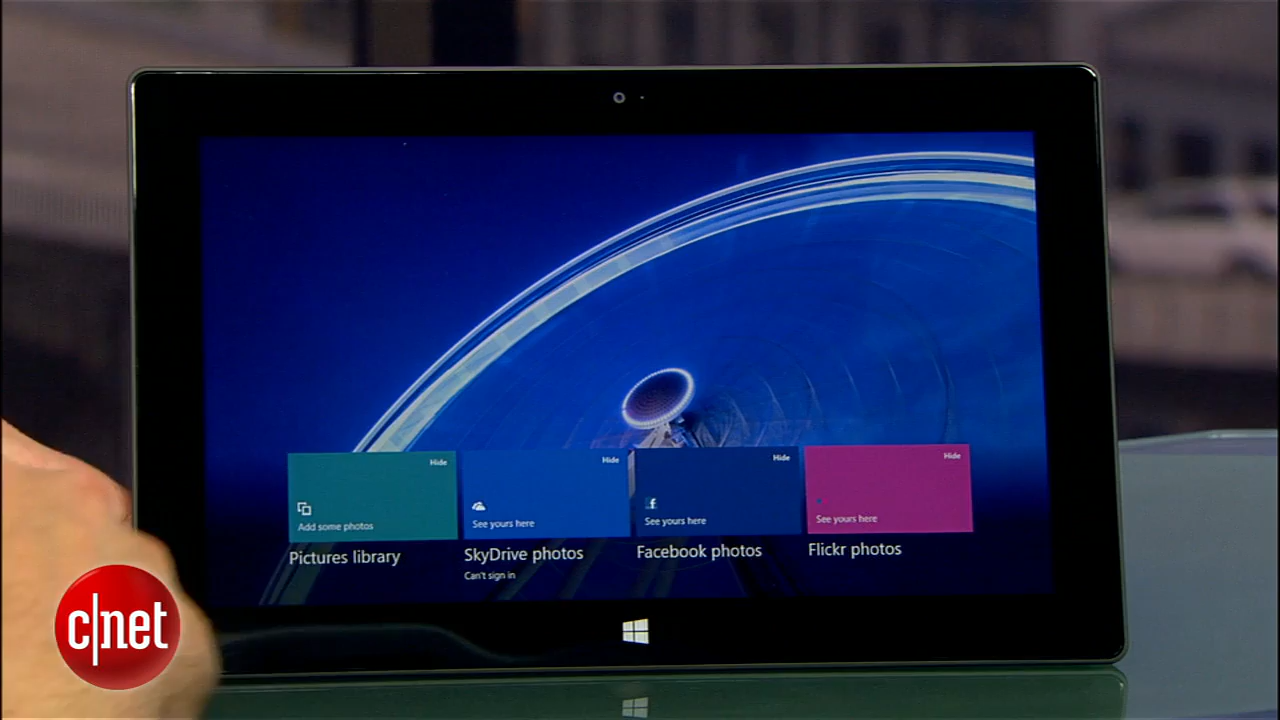 Hide
Hide
Hide
Hide
Add some photos
See yours here
See yours here
See yours here
Pictures library
SkyDrive photos
Facebook photos
Flickr photos
Can't sign in
c|net